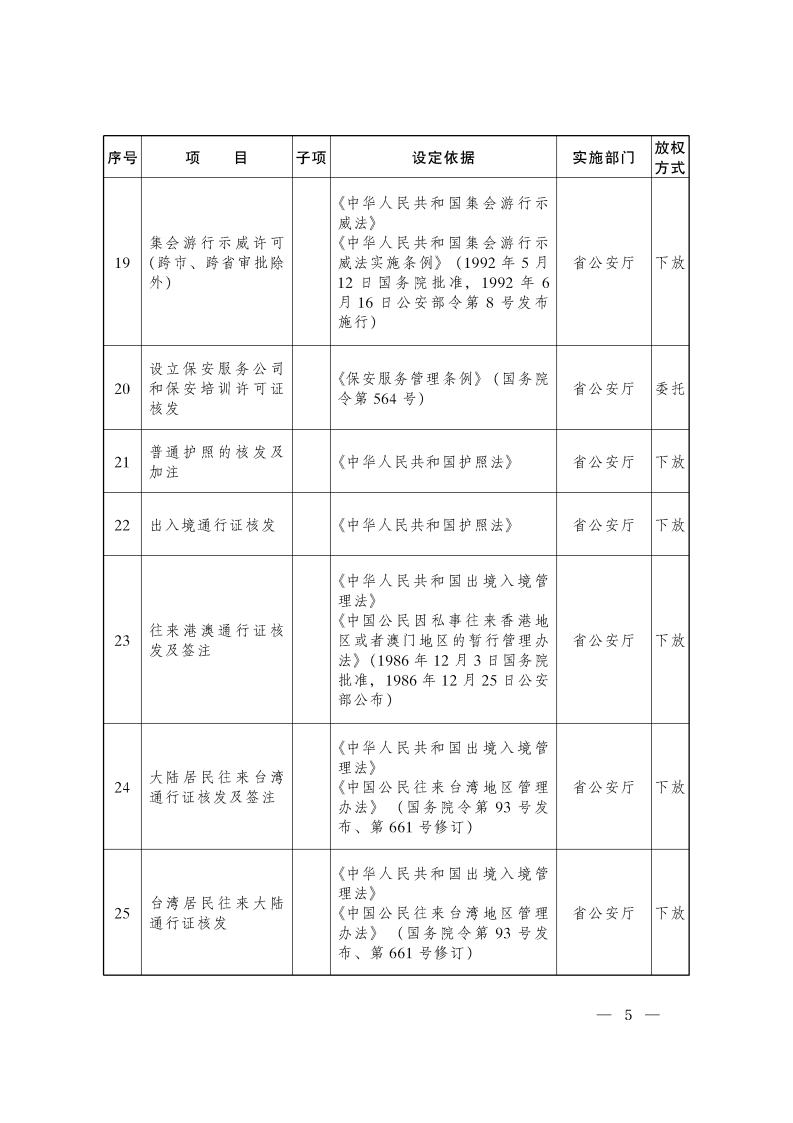 序号 项 目 子项 设定依据 实施部门 放权
方式
19
集会游行示威许可
(跨市、跨省审批除
外)
《中华人民共和国集会游行示
威法》
《中华人民共和国集会游行示
威法实施条例》(1992 年 5 月
12 日国务院批准，1992 年 6
月 16 日公安部令第 8 号发布
施行)
省公安厅
下放
20
设立保安服务公司
和保安培训许可证
核发
《保安服务管理条例》(国务院
令第 564 号)
省公安厅
委托
21
普通护照的核发及
加注
《中华人民共和国护照法》
省公安厅
下放
22
出入境通行证核发
《中华人民共和国护照法》
省公安厅
下放
23
往来港澳通行证核
发及签注
《中华人民共和国出境入境管
理法》
《中国公民因私事往来香港地
区或者澳门地区的暂行管理办
法》(1986 年 12 月 3 日国务院
批准，1986 年 12 月 25 日公安
部公布)
省公安厅
下放
24
大陆居民往来台湾
通行证核发及签注
《中华人民共和国出境入境管
理法》
《中国公民往来台湾地区管理
办法》(国务院令第 93 号发
布、第 661 号修订)
省公安厅
下放
25
台湾居民往来大陆
通行证核发
《中华人民共和国出境入境管
理法》
《中国公民往来台湾地区管理
办法》(国务院令第 93 号发
布、第 661 号修订)
省公安厅
下放
— 5 —